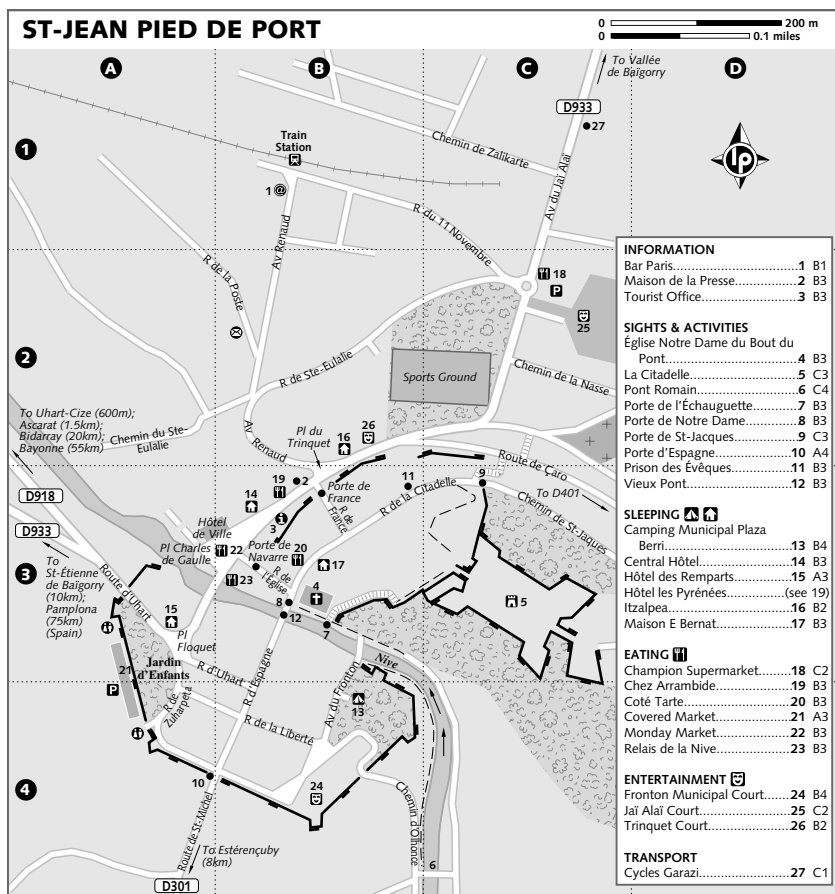 ST-JEAN PIED DE PORT
0 200 m
0 0.1 miles
A B C D
To Vallée
de Baïgorry
D933
27
Chemin de Zalikarte
Train
Station
1
1 @
Av du Jaï Alaï
R du 11 Novembre
Av Renaud
R de la Poste
18
P
25
2
R de Ste-Eulalie
Sports Ground
Chemin de la Nasse
To Uhart-Cize (600m);
Ascarat (1.5km);
Bidarray (20km);
Bayonne (55km)
Chemin du Ste-
Eulalie
Av
Renaud
Pl du
Trinquet
26
16
Route de Çaro
19
2
11
9
D918
14
Porte de
France
R de la Citadelle
To D401
R de
France
Chemin de St-Jaques
D933
Hôtel
de Ville
3
Pl Charles
de Gaulle
22
Porte de
Navarre
20
17
3
To
St-Étienne
de Baïgorry
(10km);
Pamplona
(75km)
(Spain)
Route d'Uhart
23
R de
l'Église
4
5
15
8
12
7
Pl
Floquet
Nive
21
Jardin
d'Enfants
R d'Uhart
R d'Espagne
P
R de
Zuharpeta
Av du Fronton
13
R de la Liberté
4
10
24
Route de St-Michel
Chemin d'Olhonce
To Estérençuby
(8km)
6
D301
lp
INFORMATION
Bar Paris 1 B1
Maison de la Presse 2 B3
Tourist Office 3 B3
SIGHTS & ACTIVITIES
Église Notre Dame du Bout du
Pont 4 B3
La Citadelle 5 C3
Pont Romain 6 C4
Porte de l'Échauguette 7 B3
Porte de Notre Dame 8 B3
Porte de St-Jacques 9 C3
Porte d'Espagne 10 A4
Prison des Évêques 11 B3
Vieux Pont 12 B3
SLEEPING
Camping Municipal Plaza
Berri 13 B4
Central Hôtel 14 B3
Hôtel des Remparts 15 A3
Hôtel les Pyrénées (see 19)
Itzalpea 16 B2
Maison E Bernat 17 B3
EATING
Champion Supermarket 18 C2
Chez Arrambide 19 B3
Coté Tarte 20 B3
Covered Market 21 A3
Monday Market 22 B3
Relais de la Nive 23 B3
ENTERTAINMENT
Fronton Municipal Court 24 B4
Jaï Alaï Court 25 C2
Trinquet Court 26 B2
TRANSPORT
Cycles Garazi 27 C1